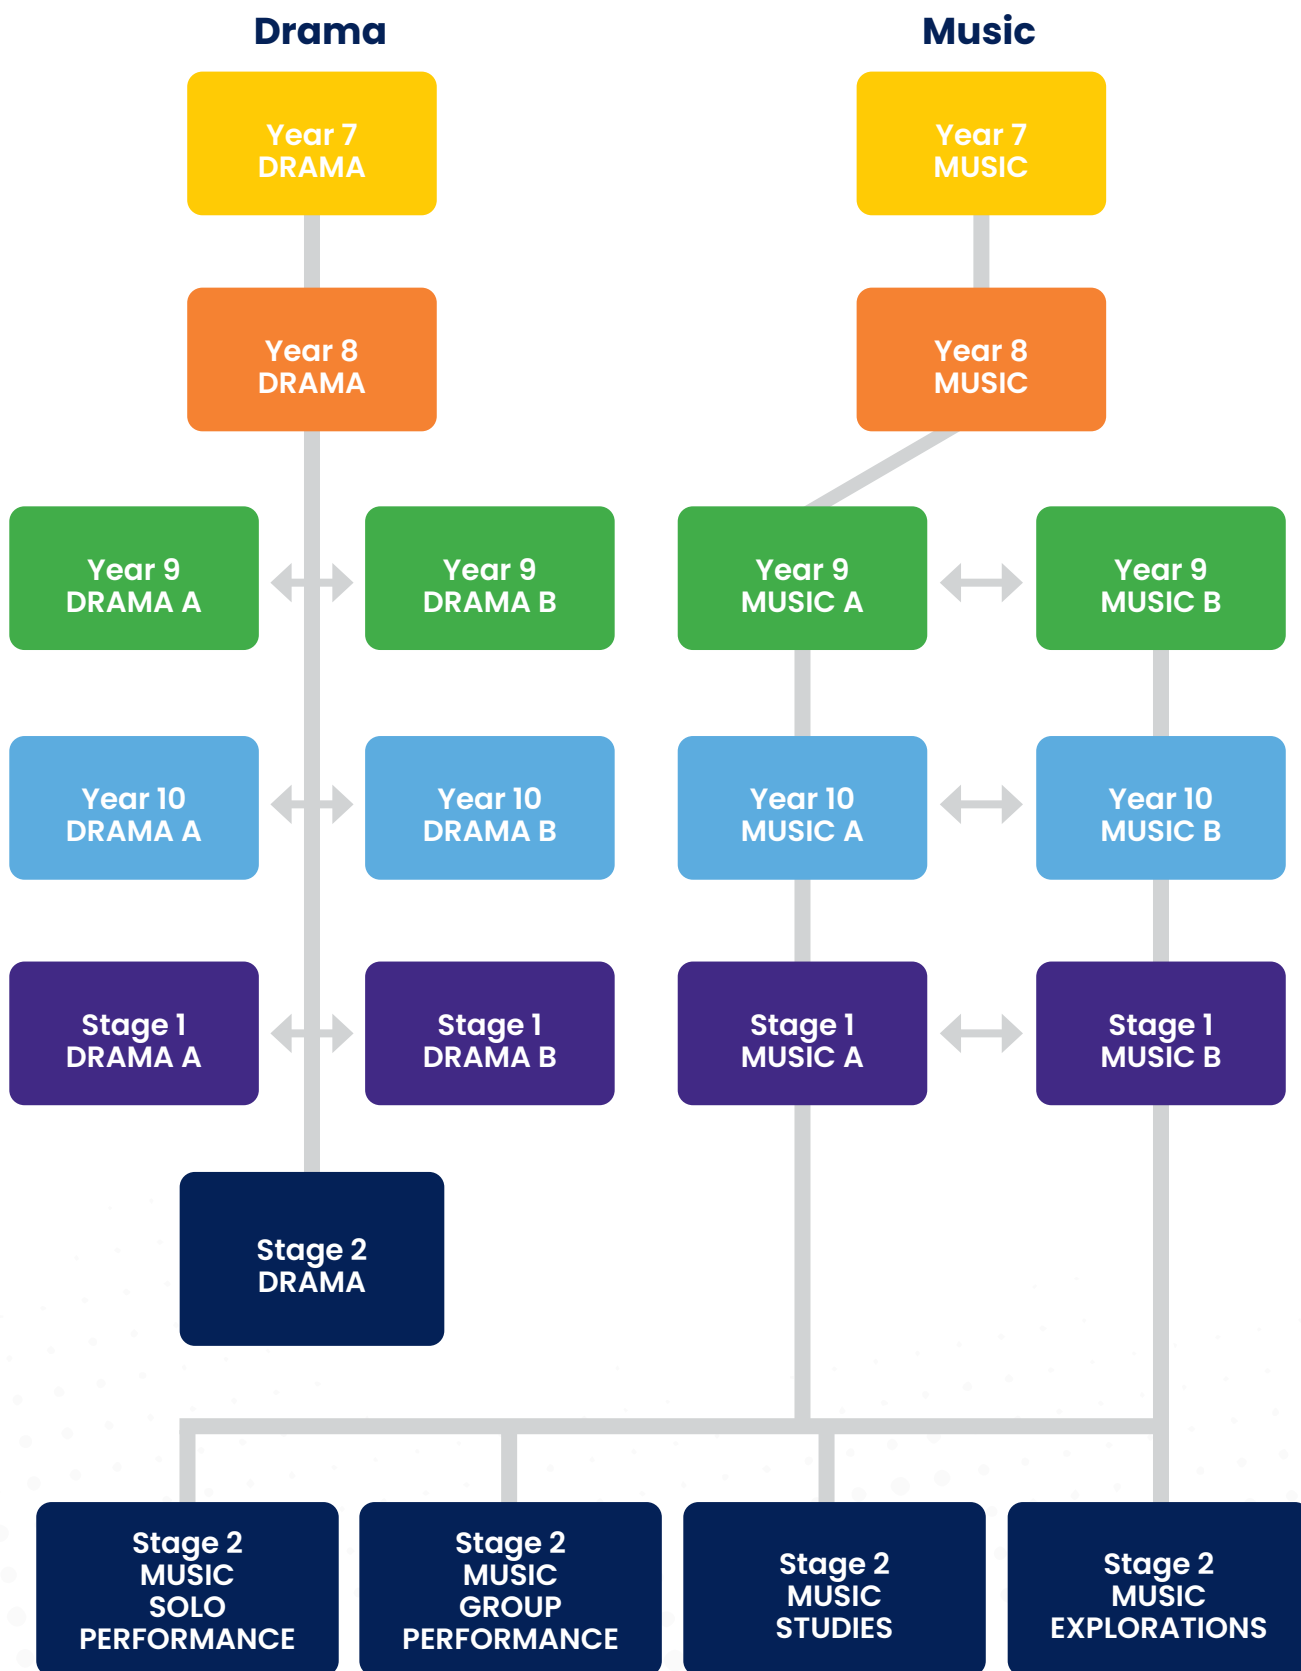 Drama
Music
Year 7
DRAMA
Year 7
MUSIC
Year 8
DRAMA
Year 8
MUSIC
Year 9
DRAMA A
Year 9
DRAMA B
Year 9
MUSIC A
Year 9
MUSIC B
Year 10
DRAMA A
Year 10
DRAMA B
Year 10
MUSIC A
Year 10
MUSIC B
Stage 1
DRAMA A
Stage 1
DRAMA B
Stage 1
MUSIC A
Stage 1
MUSIC B
Stage 2
DRAMA
Stage 2
MUSIC
SOLO
PERFORMANCE
Stage 2
MUSIC
GROUP
PERFORMANCE
Stage 2
MUSIC
STUDIES
Stage 2
MUSIC
EXPLORATIONS